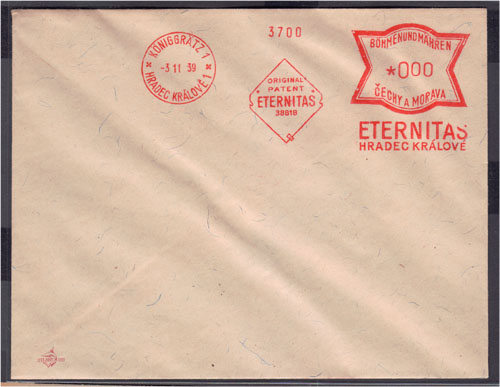 KÖNIGGRÄTZ 1
-3 11 39
HRADEC KRÁLOVÉ 1
3700
ORIGINAL
PATENT
ETERNITAS
38618
BÖHMEN UND MÄHREN
*000
ČECHY A MORAVA
ETERNITAS
HRADEC KRÁLOVÉ